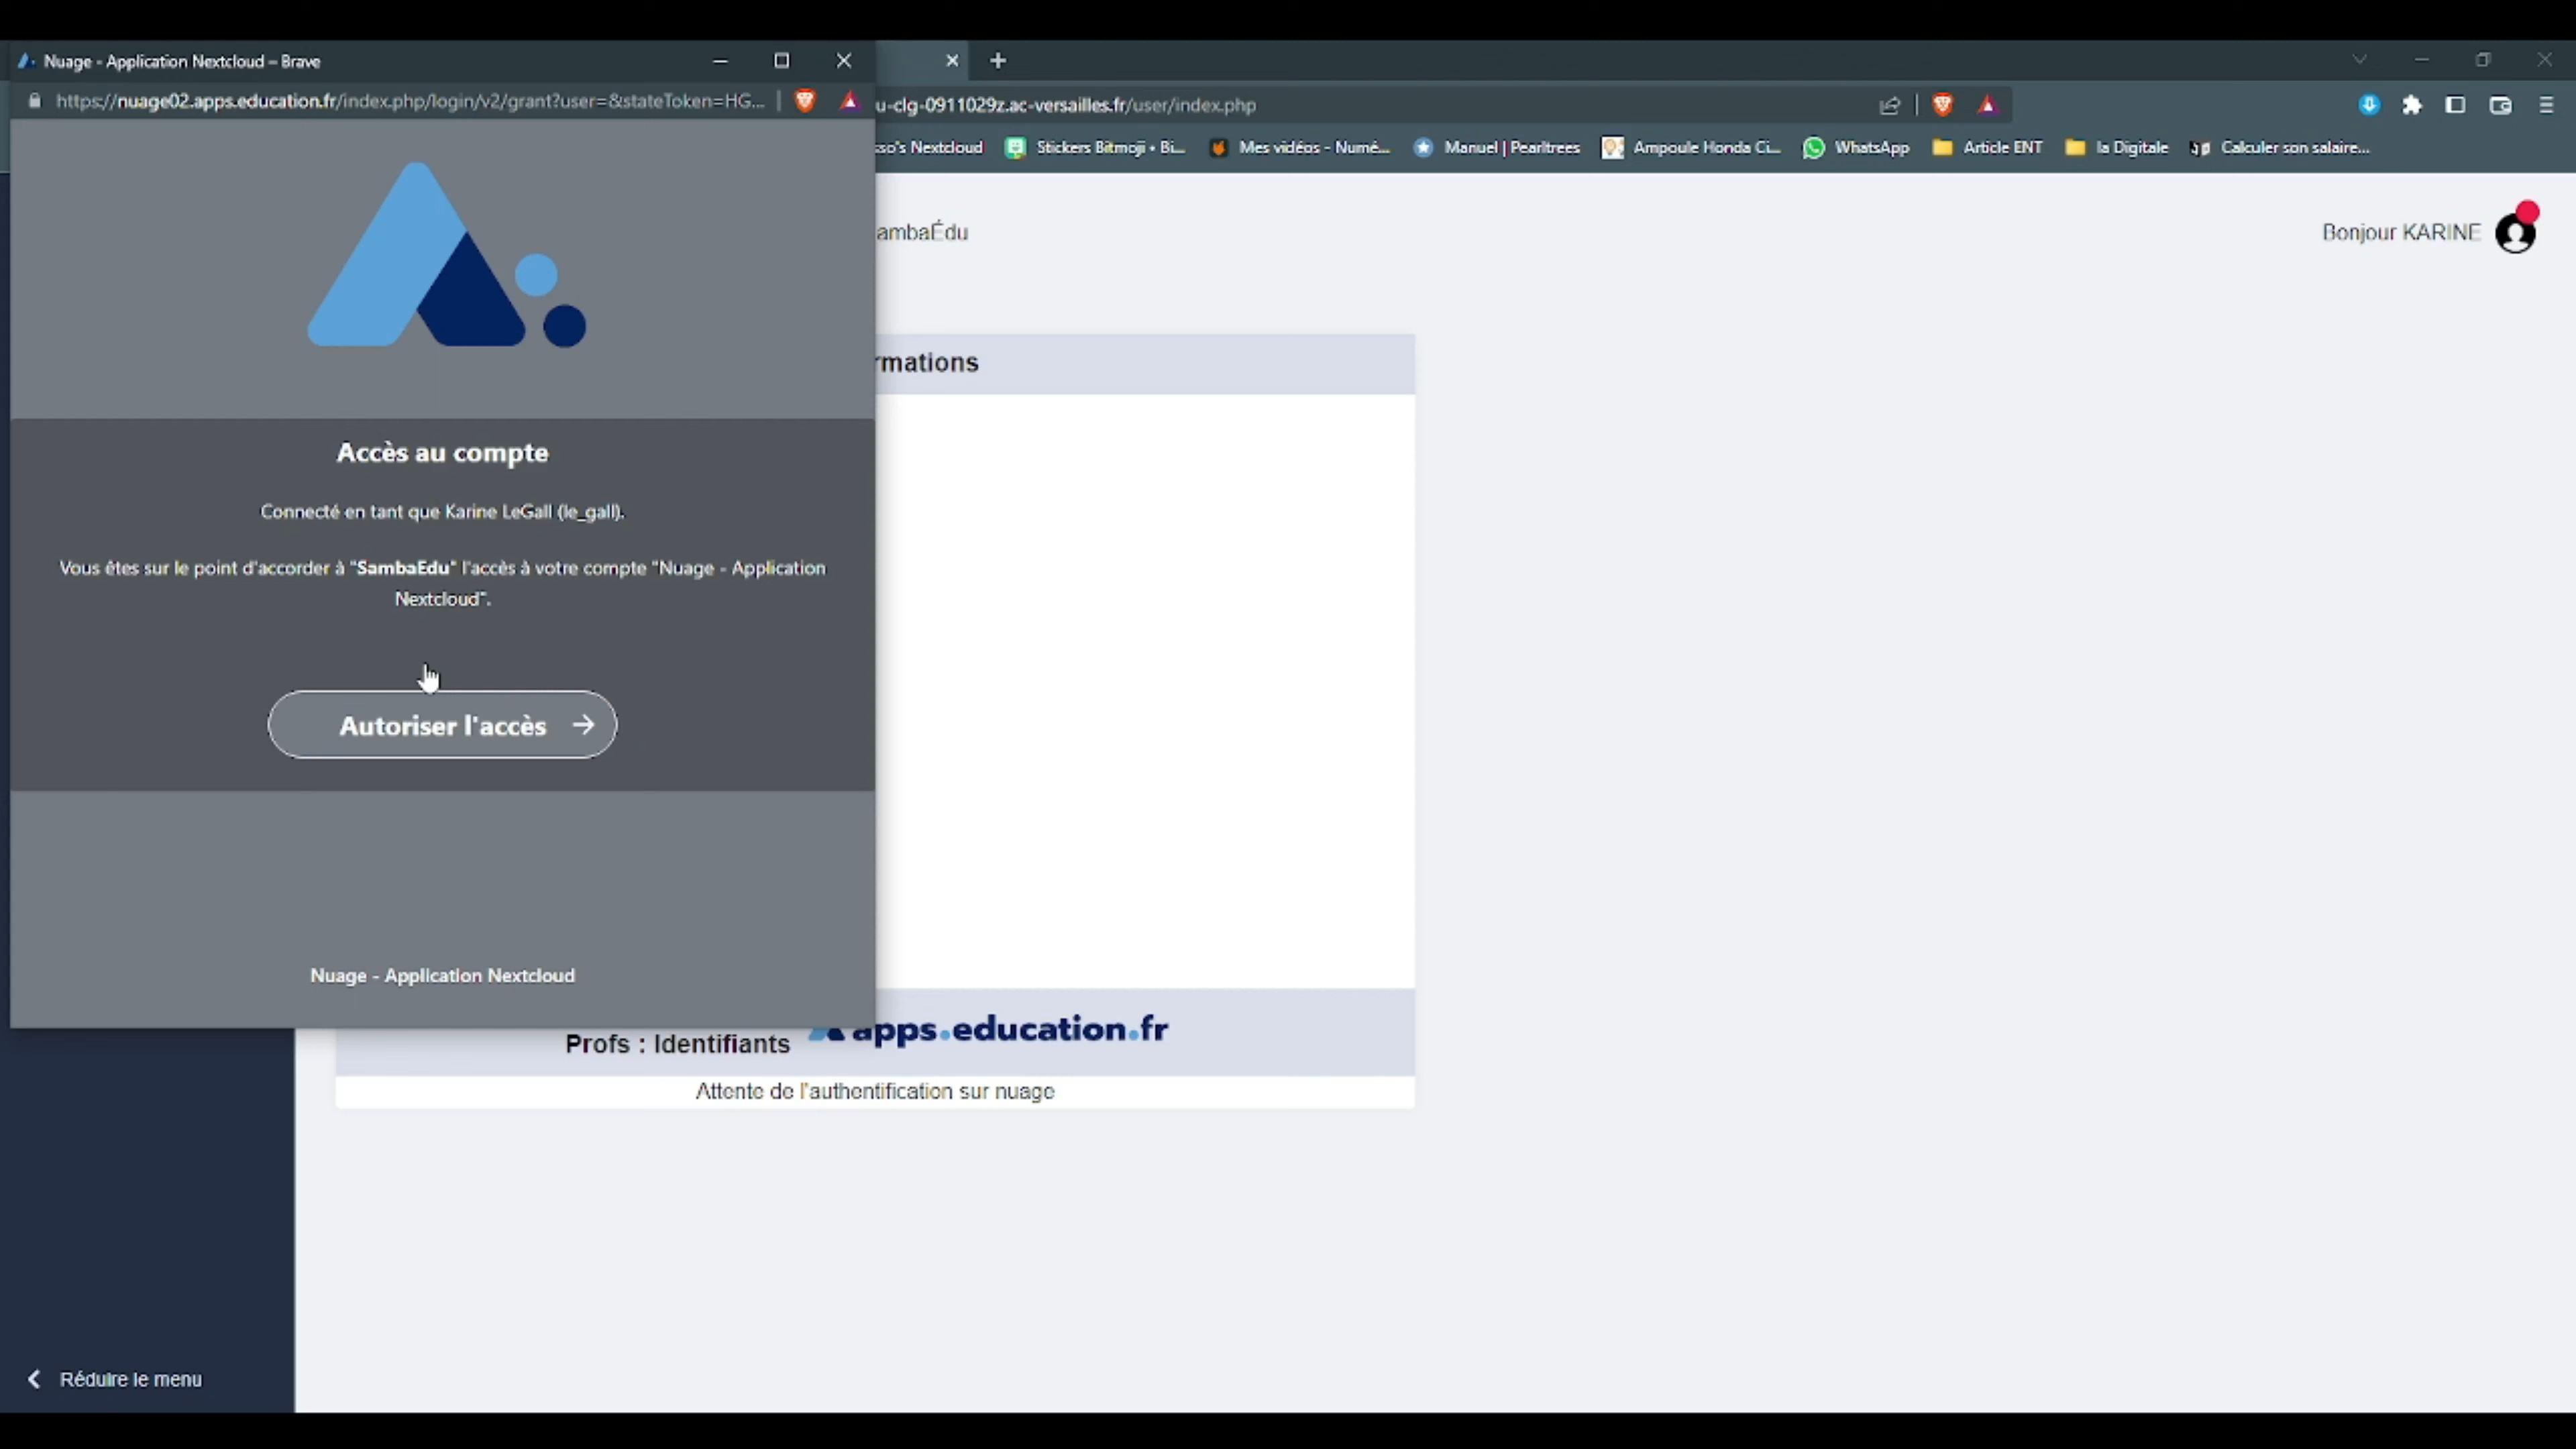 Nuage - Application Nextcloud – Brave
https://nuage02.apps.education.fr/index.php/login/v2/grant?user=&stateToken=HG...
u-clg-0911029z.ac-versailles.fr/user/index.php
so's Nextcloud
Stickers Bitmoji • Bi...
Mes vidéos - Numé...
Manuel | Pearltrees
Ampoule Honda Ci...
WhatsApp
Article ENT
la Digitale
Calculer son salaire...
ambaÉdu
Bonjour KARINE
rmations
Accès au compte
Connecté en tant que Karine LeGall (le_gall).
Vous êtes sur le point d'accorder à "SambaEdu" l'accès à votre compte "Nuage - Application
Nextcloud".
Autoriser l'accès
Nuage - Application Nextcloud
Profs : Identifiants apps.education.fr
Attente de l'authentification sur nuage
Réduire le menu